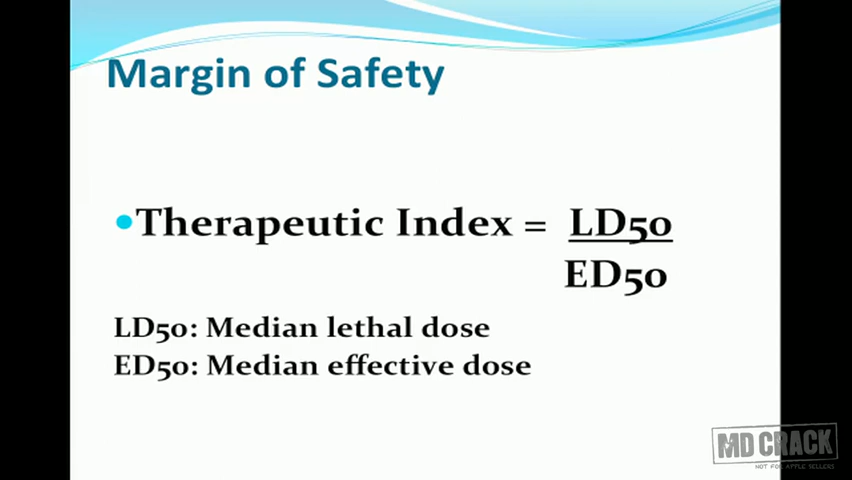 Margin of Safety
•Therapeutic Index = LD50
ED50
LD50: Median lethal dose
ED50: Median effective dose
MD CRACK
NOT FOR APPLE SELLERS